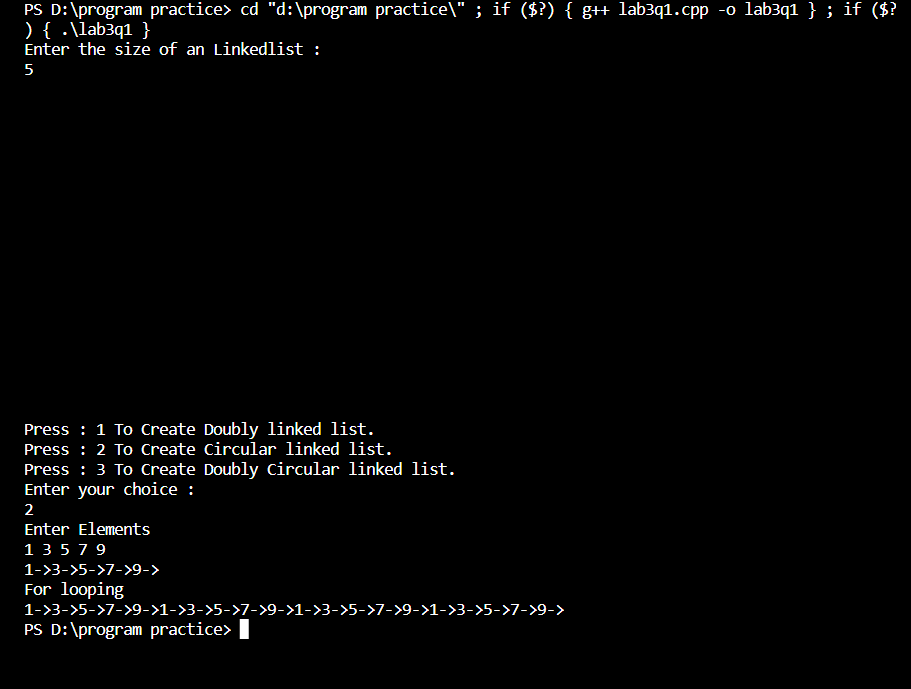 PS D:\program practice> cd "d:\program practice\" ; if ($?) { g++ lab3q1.cpp -o lab3q1 } ; if ($?
) { .\lab3q1 }
Enter the size of an Linkedlist :
5
Press : 1 To Create Doubly linked list.
Press : 2 To Create Circular linked list.
Press : 3 To Create Doubly Circular linked list.
Enter your choice :
2
Enter Elements
1 3 5 7 9
1->3->5->7->9->
For looping
1->3->5->7->9->1->3->5->7->9->1->3->5->7->9->1->3->5->7->9->
PS D:\program practice>